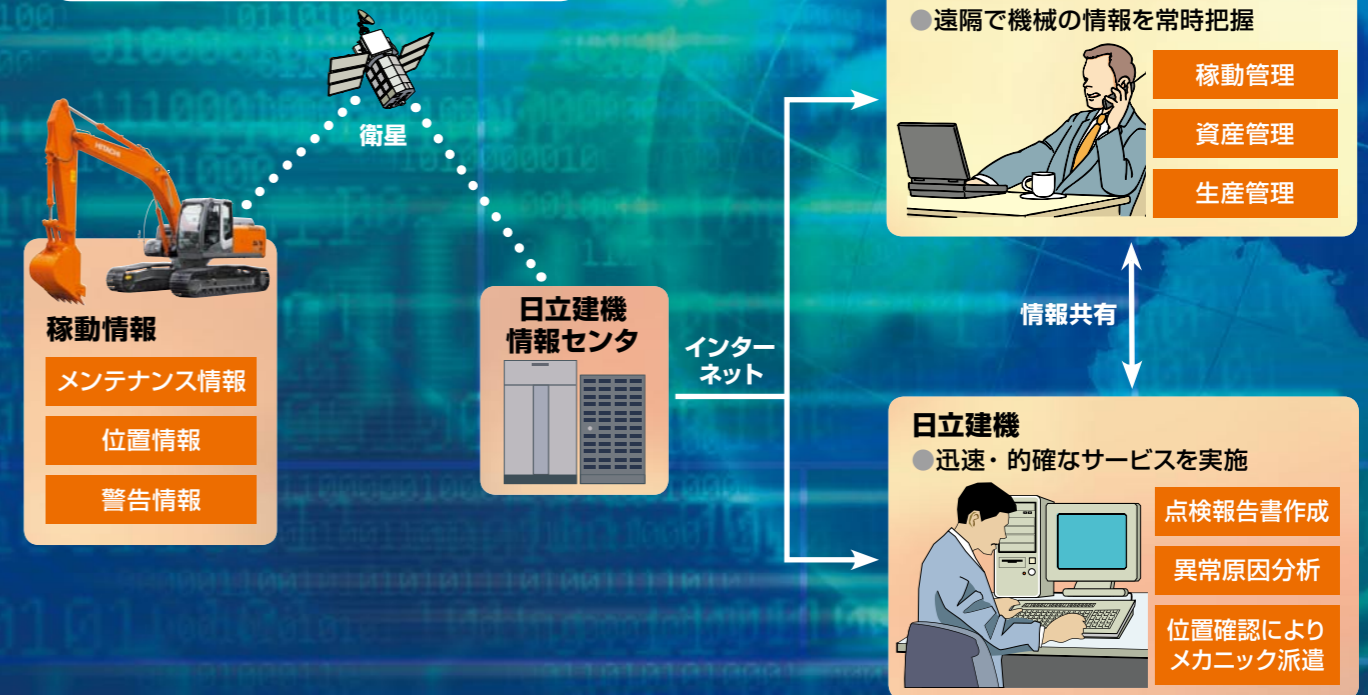 ●遠隔で機械の情報を常時把握
稼動管理
資産管理
生産管理
衛星
HITACHI
稼動情報
メンテナンス情報
位置情報
警告情報
日立建機
情報センタ
インター
ネット
情報共有
日立建機
●迅速・的確なサービスを実施
点検報告書作成
異常原因分析
位置確認により
メカニック派遣